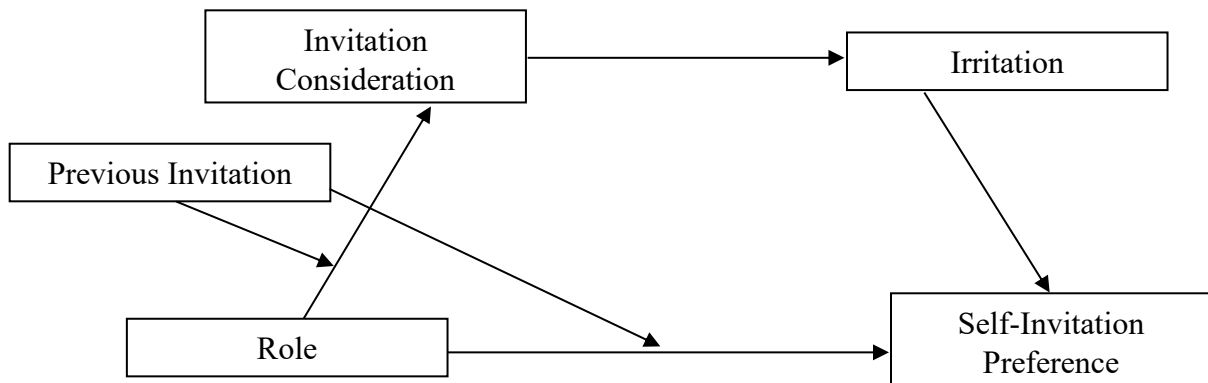 Invitation
Consideration
Irritation
Previous Invitation
Role
Self-Invitation
Preference